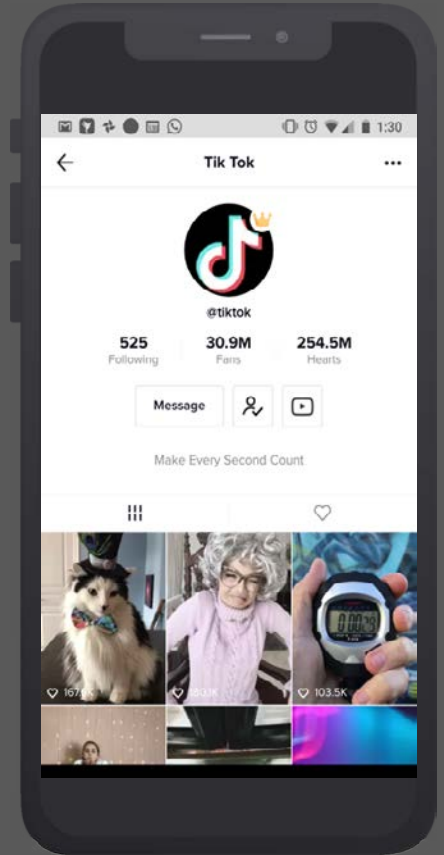 1:30
Tik Tok
@tiktok
525 30.9M 254.5M
Following Fans Hearts
Message
Make Every Second Count
103.5K